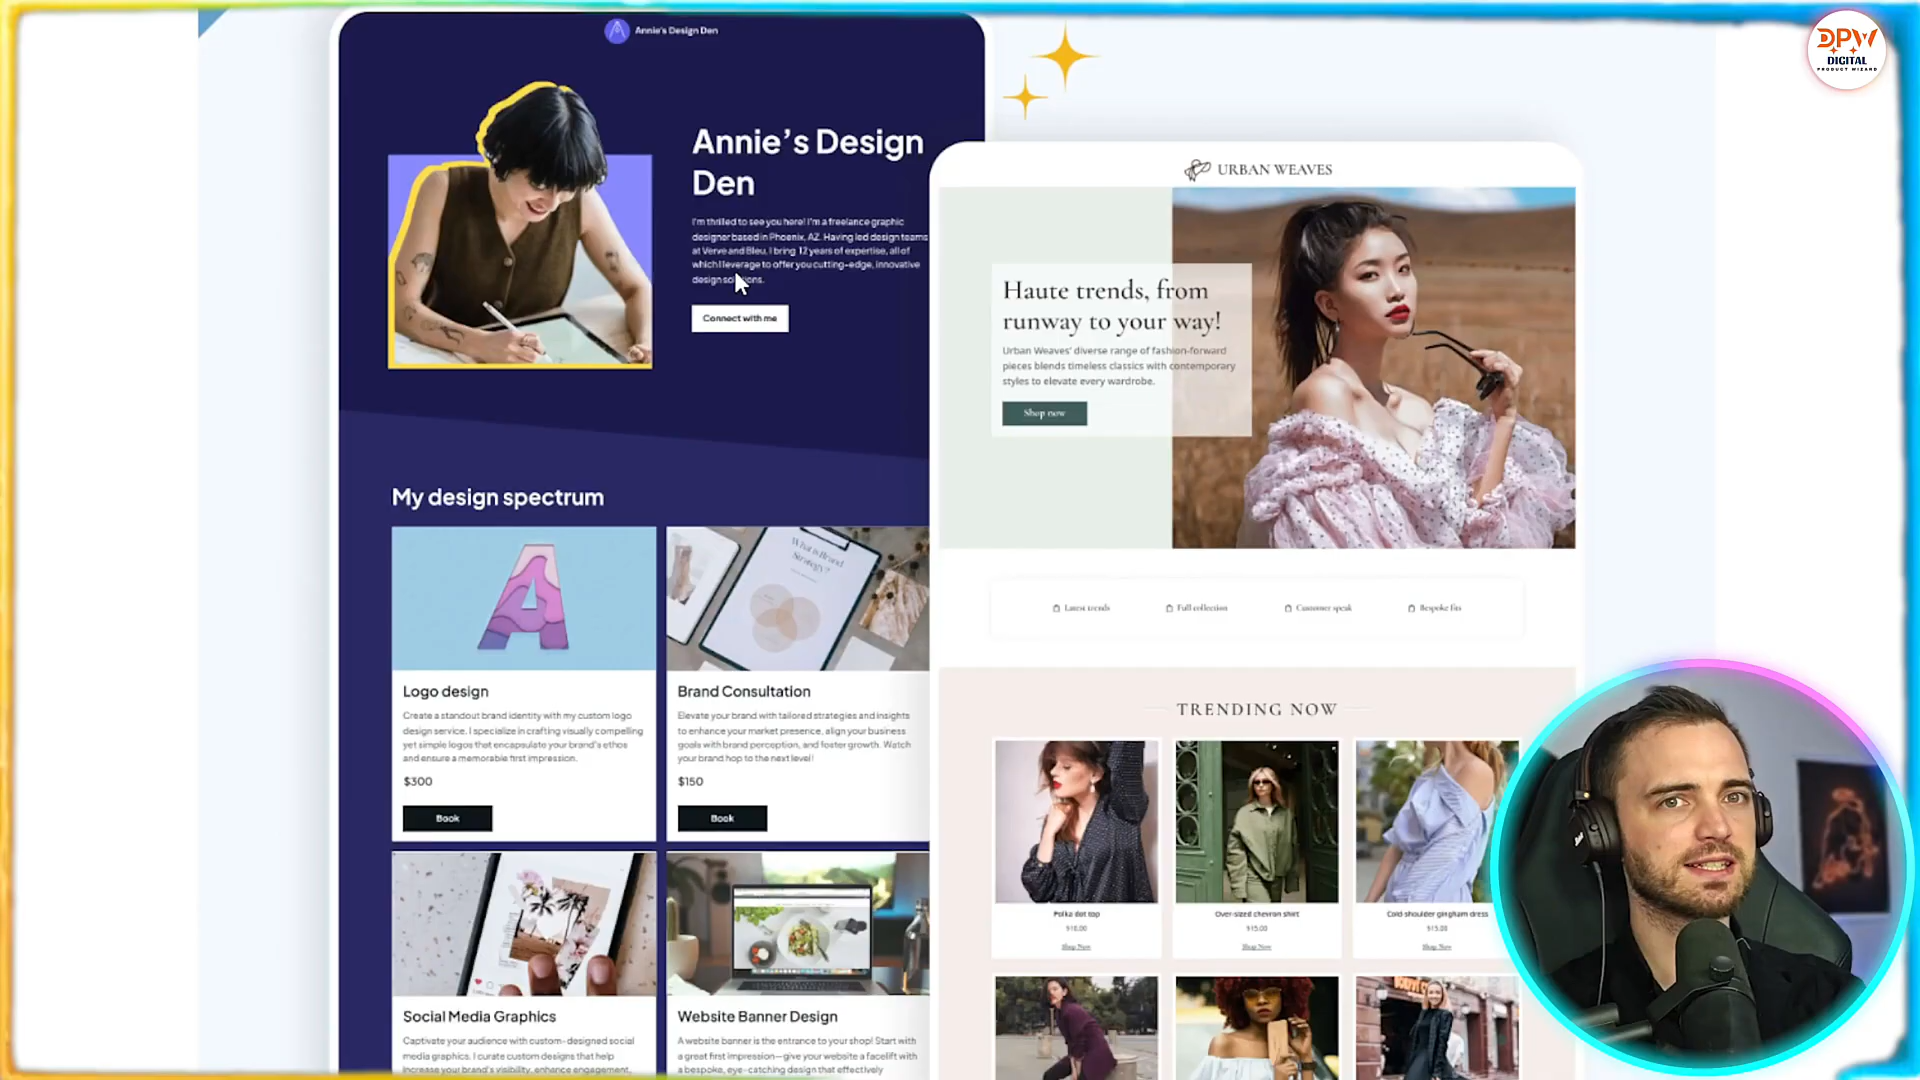 Annie's Design Den
Annie's Design
Den
I'm thrilled to see you here! I'm a freelance graphic
designer based in Phoenix, AZ. Having led design teams
at Verve and Bleu, I bring 12 years of expertise, all of
which I leverage to offer you cutting-edge, innovative
design solutions.
Connect with me
My design spectrum
What is Brand
Strategy?
Logo design
Create a standout brand identity with my custom logo
design service. I specialize in crafting visually compelling
yet simple logos that encapsulate your brand's ethos
and ensure a memorable first impression.
$300
Book
Brand Consultation
Elevate your brand with tailored strategies and insights
to enhance your market presence, align your business
goals with brand perception, and foster growth. Watch
your brand hop to the next level!
$150
Book
Social Media Graphics
Captivate your audience with custom-designed social
media graphics. I curate custom designs that help
increase your brand's visibility, enhance engagement,
Website Banner Design
A website banner is the entrance to your shop! Start with
a great first impression—give your website a facelift with
a bespoke, eye-catching design that effectively
URBAN WEAVES
Haute trends, from
runway to your way!
Urban Weaves' diverse range of fashion-forward
pieces blends timeless classics with contemporary
styles to elevate every wardrobe.
Shop now
Latest trends
Full collection
Customer speak
Bespoke fits
TRENDING NOW
Polka dot top
$10.00
Shop Now
Over-sized chevron shirt
$15.00
Shop Now
Cold shoulder gingham dress
$15.00
Shop Now
DPW
DIGITAL
PRODUCT WIZARD